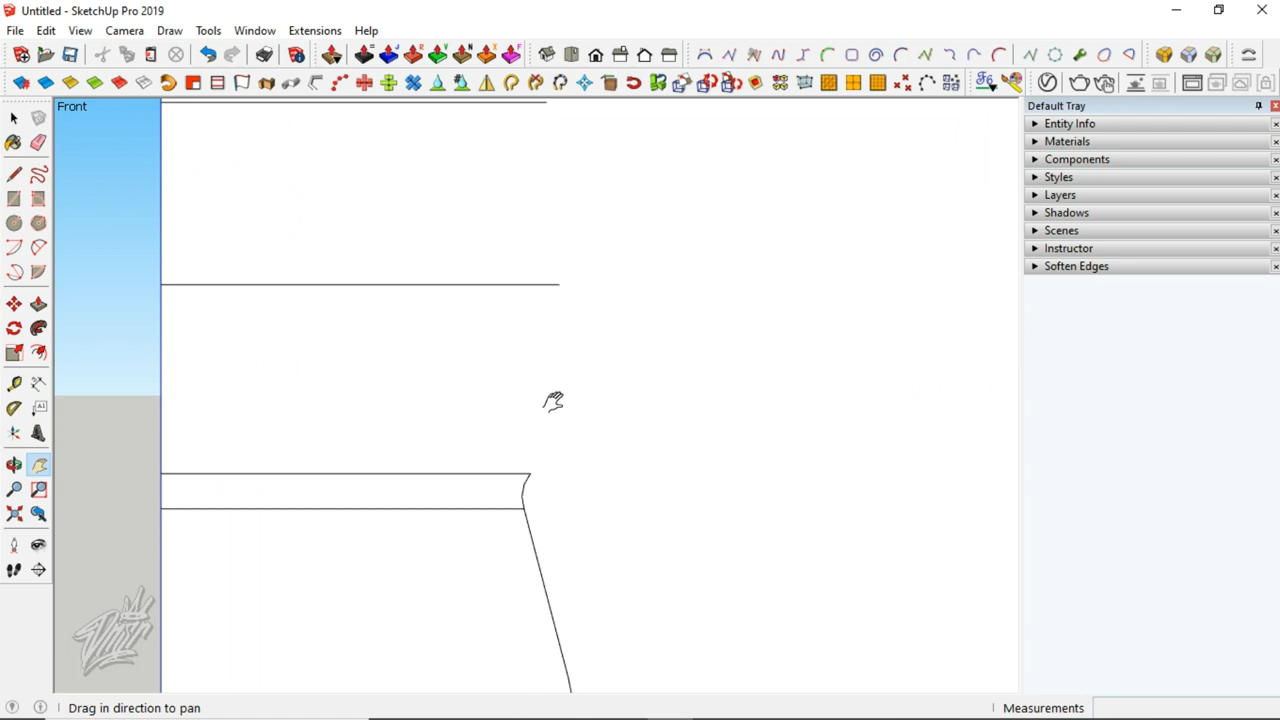 Untitled - SketchUp Pro 2019
File Edit View Camera Draw Tools Window Extensions Help
Front
Default Tray
Entity Info
Materials
Components
Styles
Layers
Shadows
Scenes
Instructor
Soften Edges
Drag in direction to pan
Measurements